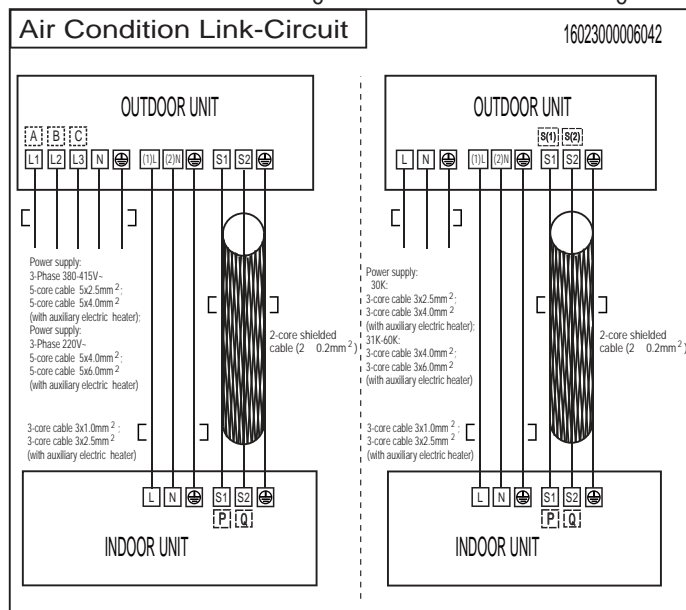 Air Condition Link-Circuit
16023000006042
OUTDOOR UNIT
A B C
L1 L2 L3 N (1)L (2)N S1 S2
Power supply:
3-Phase 380-415V~
5-core cable 5x2.5mm²;
5-core cable 5x4.0mm²
(with auxiliary electric heater);
Power supply:
3-Phase 220V~
5-core cable 5x4.0mm²;
5-core cable 5x6.0mm²
(with auxiliary electric heater)
2-core shielded
cable (2 0.2mm²)
3-core cable 3x1.0mm²;
3-core cable 3x2.5mm²
(with auxiliary electric heater)
L N S1 S2
P Q
INDOOR UNIT
OUTDOOR UNIT
S(1) S(2)
L N (1)L (2)N S1 S2
Power supply:
30K:
3-core cable 3x2.5mm²;
3-core cable 3x4.0mm²
(with auxiliary electric heater);
31K-60K:
3-core cable 3x4.0mm²;
3-core cable 3x6.0mm²
(with auxiliary electric heater)
2-core shielded
cable (2 0.2mm²)
3-core cable 3x1.0mm²;
3-core cable 3x2.5mm²
(with auxiliary electric heater)
L N S1 S2
P Q
INDOOR UNIT